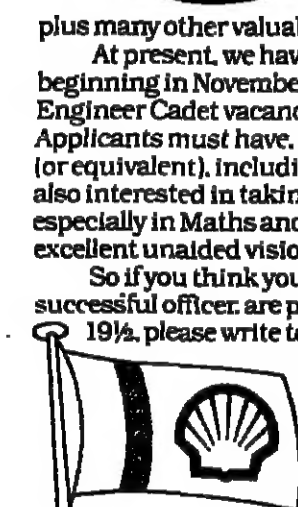 plus many other valual
At present, we hav
beginning in Novembe
Engineer Cadet vacanc
Applicants must have.
(or equivalent), includi
also interested in takin
especially in Maths and
excellent unaided visio
So if you think you
successful officer, are p
19½, please write to